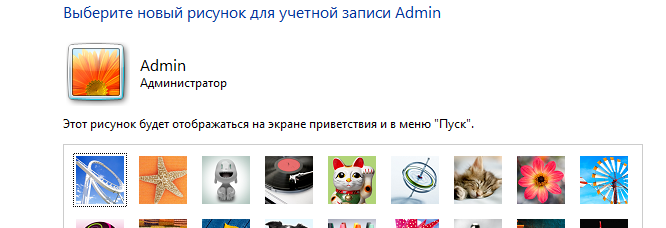 Выберите новый рисунок для учетной записи Admin
Admin
Администратор
Этот рисунок будет отображаться на экране приветствия и в меню "Пуск".